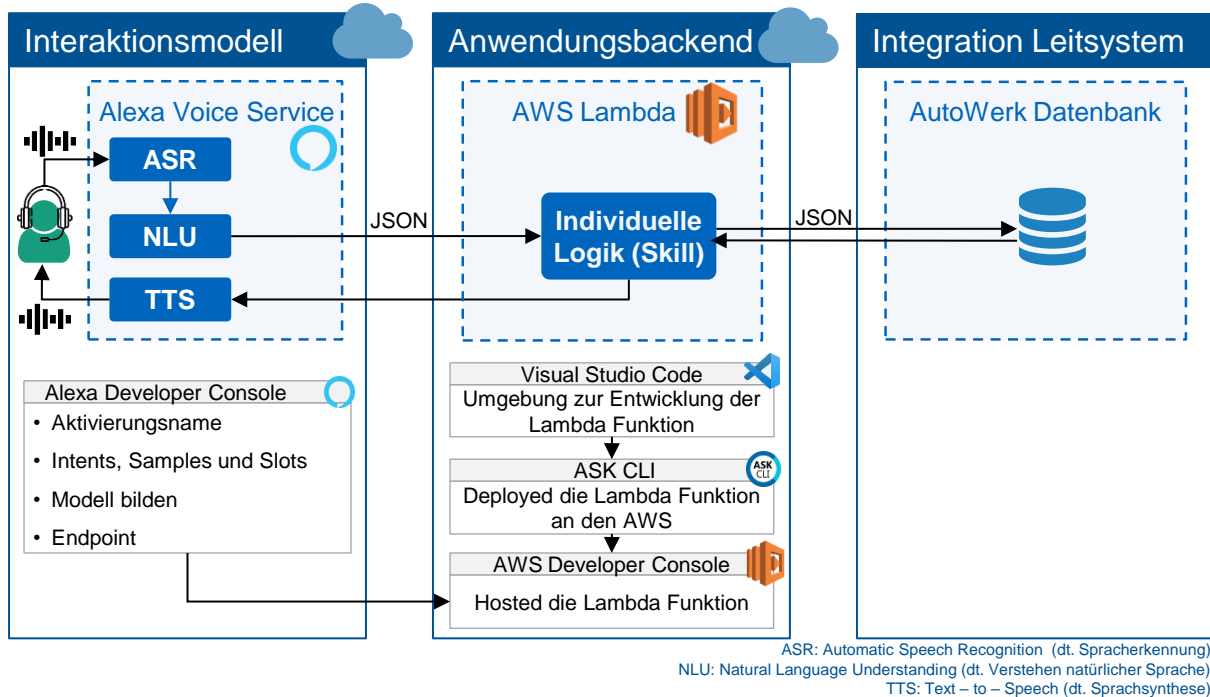 Interaktionsmodell
Alexa Voice Service
ASR
NLU
TTS
JSON
Alexa Developer Console
• Aktivierungsname
• Intents, Samples und Slots
• Modell bilden
• Endpoint
Anwendungsbackend
AWS Lambda
Individuelle
Logik (Skill)
JSON
Visual Studio Code
Umgebung zur Entwicklung der
Lambda Funktion
ASK CLI
ASK
CLI
Deployed die Lambda Funktion
an den AWS
AWS Developer Console
Hosted die Lambda Funktion
Integration Leitsystem
AutoWerk Datenbank
ASR: Automatic Speech Recognition (dt. Spracherkennung)
NLU: Natural Language Understanding (dt. Verstehen natürlicher Sprache)
TTS: Text – to – Speech (dt. Sprachsynthese)